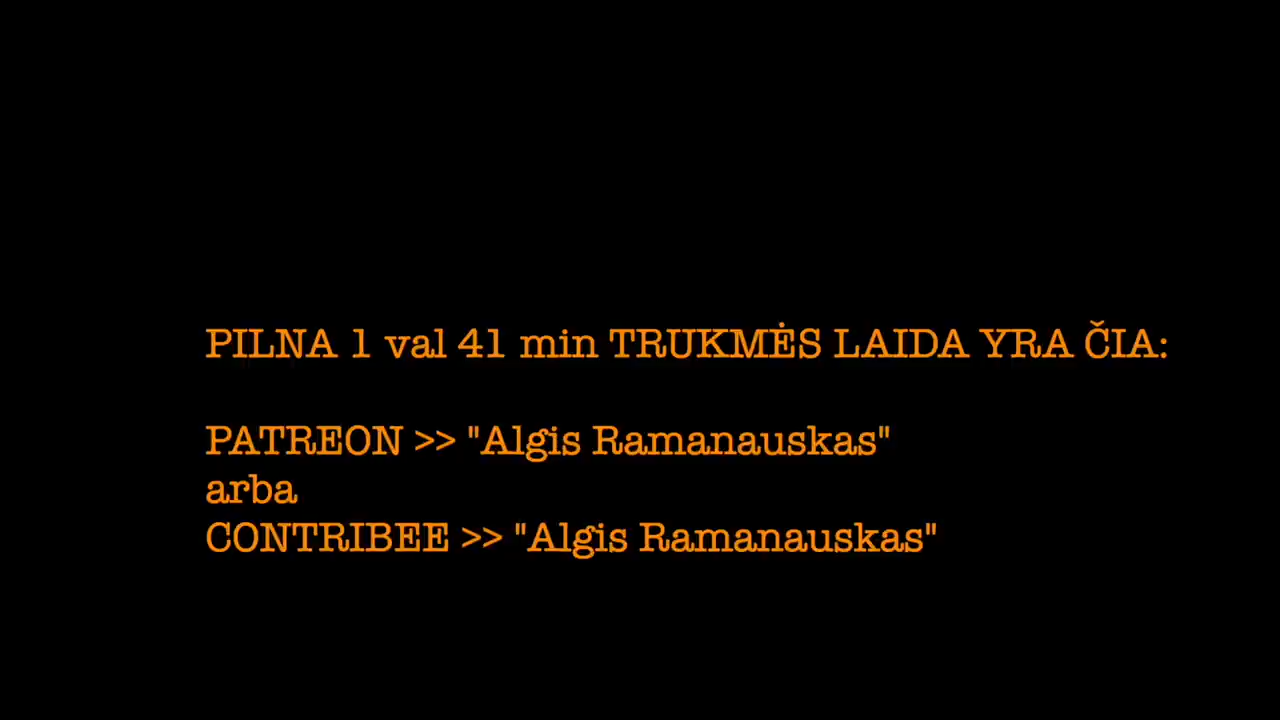 PILNA 1 val 41 min TRUKMĖS LAIDA YRA ČIA:
PATREON >> "Algis Ramanauskas"
arba
CONTRIBEE >> "Algis Ramanauskas"